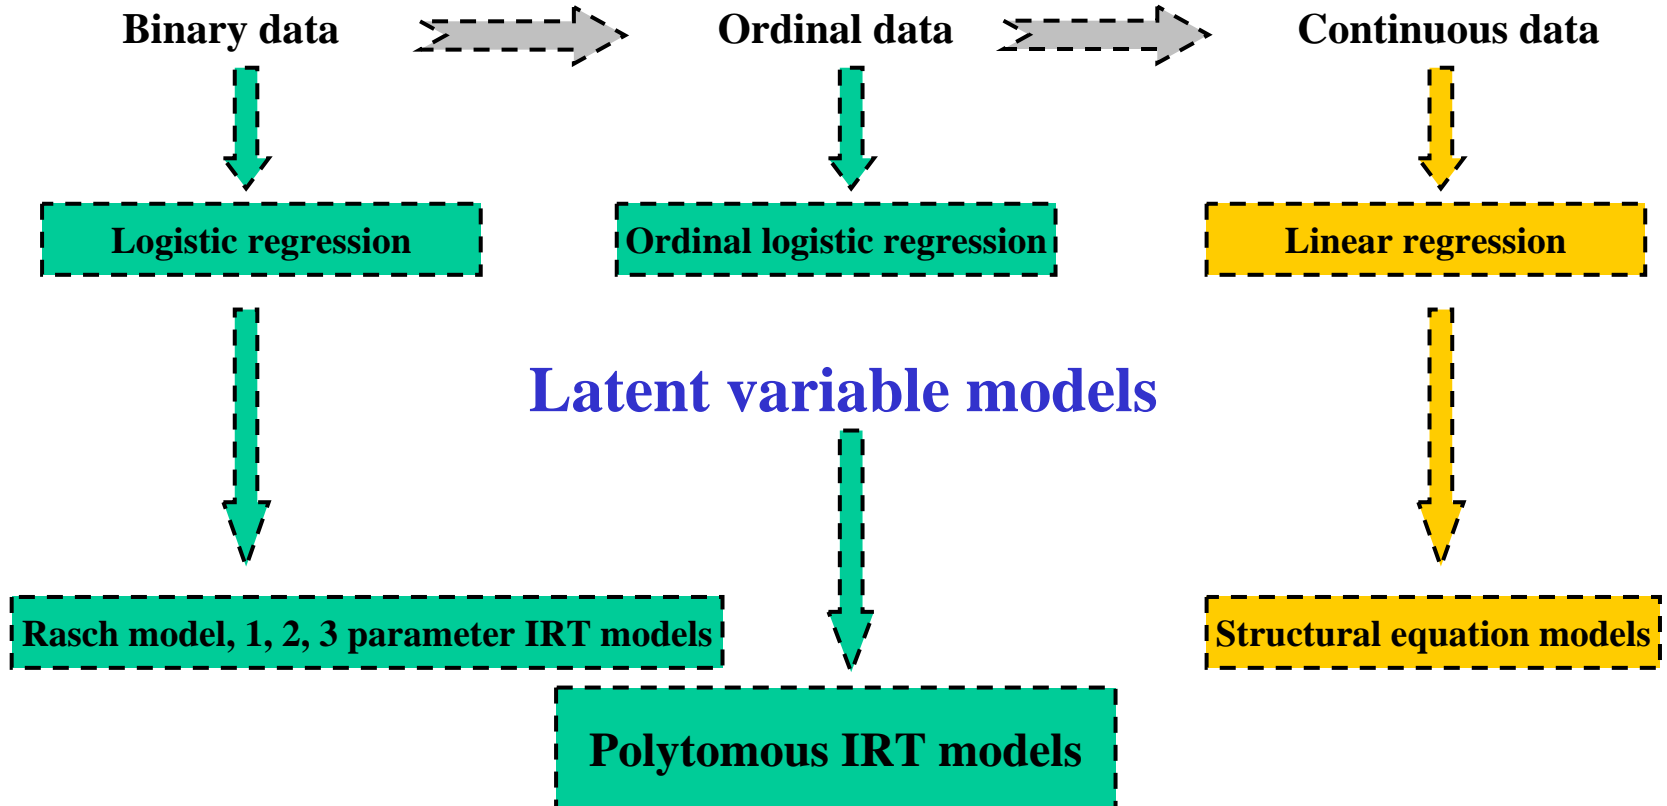 Binary data
Ordinal data
Continuous data
Logistic regression
Ordinal logistic regression
Linear regression
Latent variable models
Rasch model, 1, 2, 3 parameter IRT models
Structural equation models
Polytomous IRT models